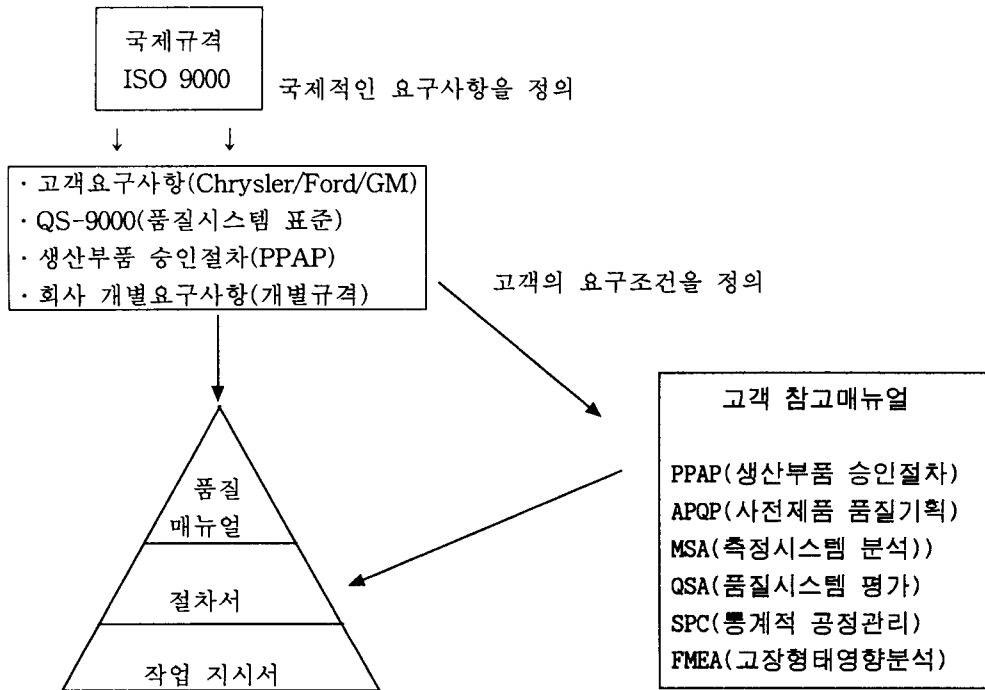 국제규격
ISO 9000
국제적인 요구사항을 정의
↓ ↓
· 고객요구사항(Chrysler/Ford/GM)
· QS-9000(품질시스템 표준)
· 생산부품 승인절차(PPAP)
· 회사 개별요구사항(개별규격)
고객의 요구조건을 정의
고객 참고매뉴얼
PPAP(생산부품 승인절차)
APQP(사전제품 품질기획)
MSA(측정시스템 분석))
QSA(품질시스템 평가)
SPC(통계적 공정관리)
FMEA(고장형태영향분석)
품질
매뉴얼
절차서
작업 지시서